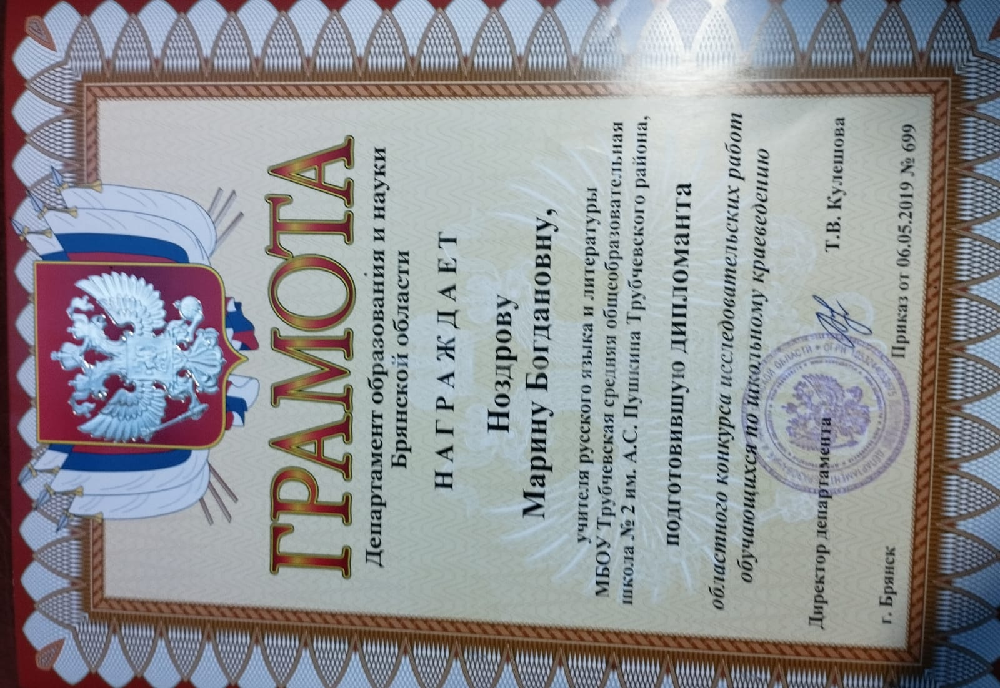 ГРАМОТА
Департамент образования и науки
Брянской области
НАГРАЖДАЕТ
Ноздрову
Марину Богдановну,
учителя русского языка и литературы
МБОУ Трубчевская средняя общеобразовательная
школа № 2 им. А.С. Пушкина Трубчевского района,
подготовившую дипломанта
областного конкурса исследовательских работ
обучающихся по школьному краеведению
Директор департамента Т.В. Кулешова
г. Брянск Приказ от 06.05.2019 № 699